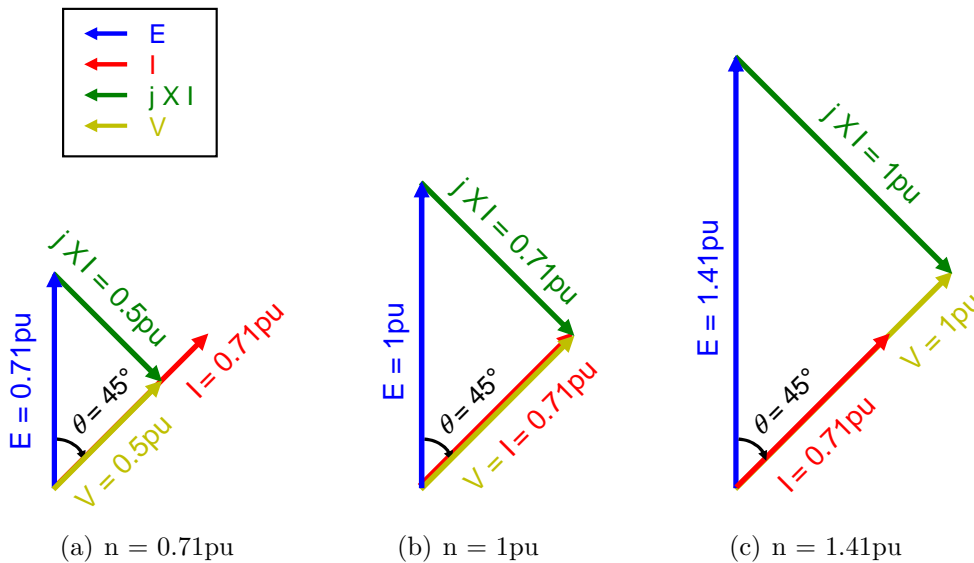 E
I
j X I
V
E = 0.71pu
j X I = 0.5pu
I = 0.71pu
θ = 45°
V = 0.5pu
(a) n = 0.71pu
E = 1pu
j X I = 0.71pu
θ = 45°
V = I = 0.71pu
(b) n = 1pu
E = 1.41pu
j X I = 1pu
V = 1pu
θ = 45°
I = 0.71pu
(c) n = 1.41pu